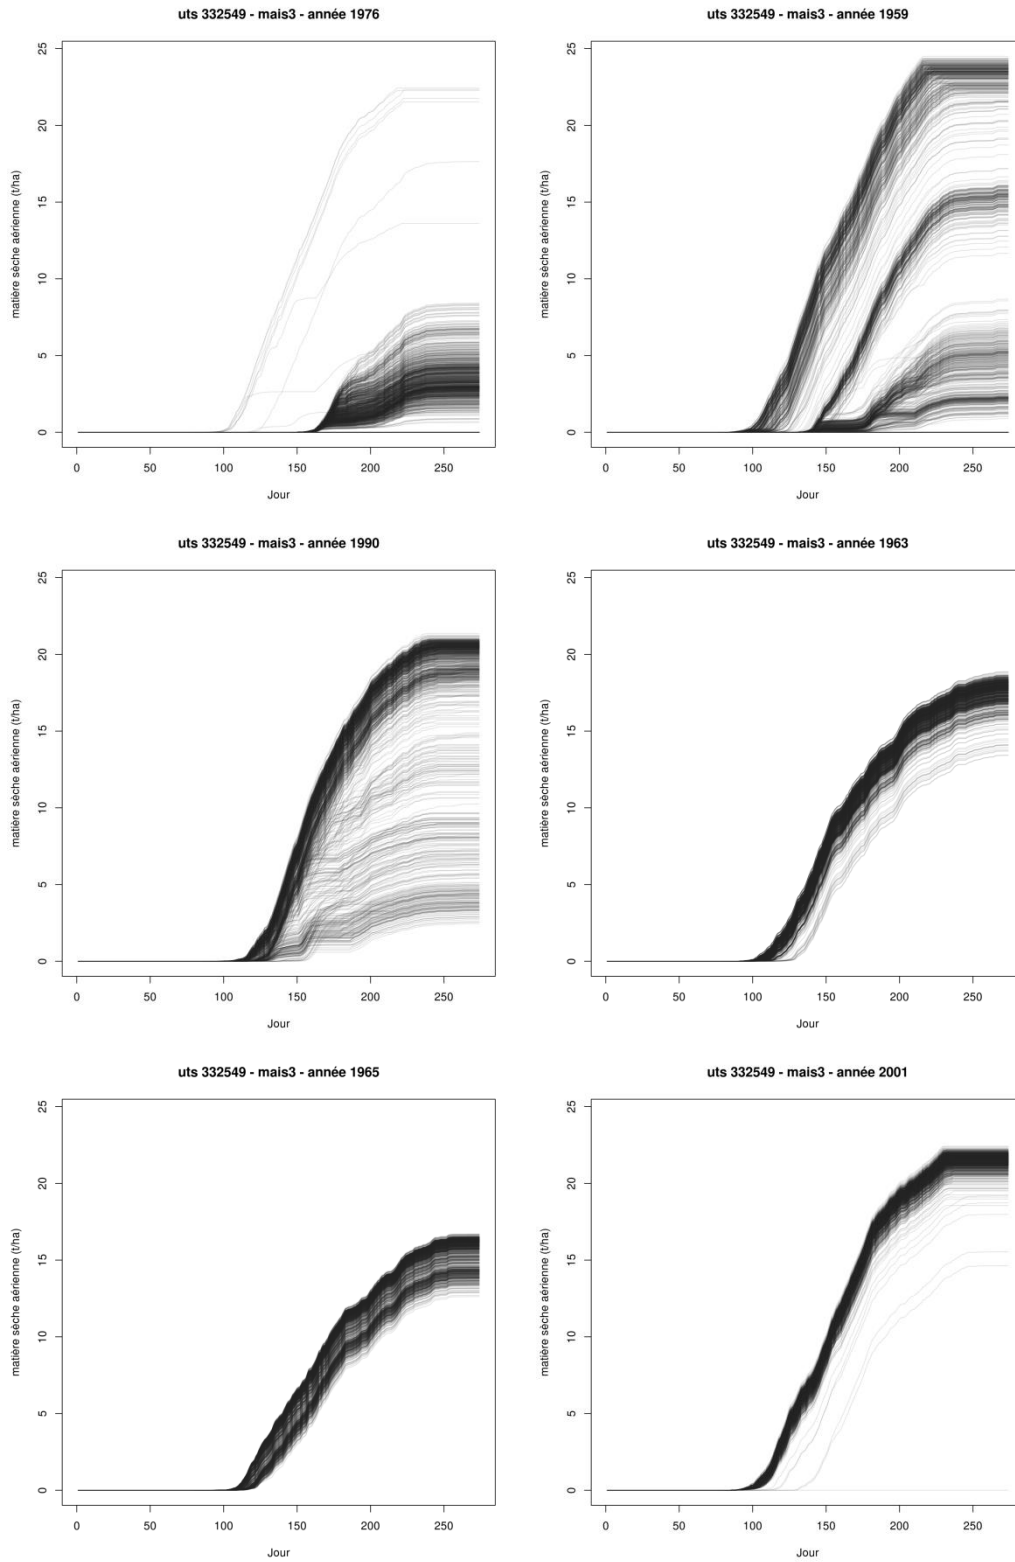 uts 332549 - mais3 - année 1976
uts 332549 - mais3 - année 1959
matière sèche aérienne (t/ha)
0 5 10 15 20 25
0 50 100 150 200 250
Jour
matière sèche aérienne (t/ha)
0 5 10 15 20 25
0 50 100 150 200 250
Jour
uts 332549 - mais3 - année 1990
uts 332549 - mais3 - année 1963
matière sèche aérienne (t/ha)
0 5 10 15 20 25
0 50 100 150 200 250
Jour
matière sèche aérienne (t/ha)
0 5 10 15 20 25
0 50 100 150 200 250
Jour
uts 332549 - mais3 - année 1965
uts 332549 - mais3 - année 2001
matière sèche aérienne (t/ha)
0 5 10 15 20 25
0 50 100 150 200 250
Jour
matière sèche aérienne (t/ha)
0 5 10 15 20 25
0 50 100 150 200 250
Jour